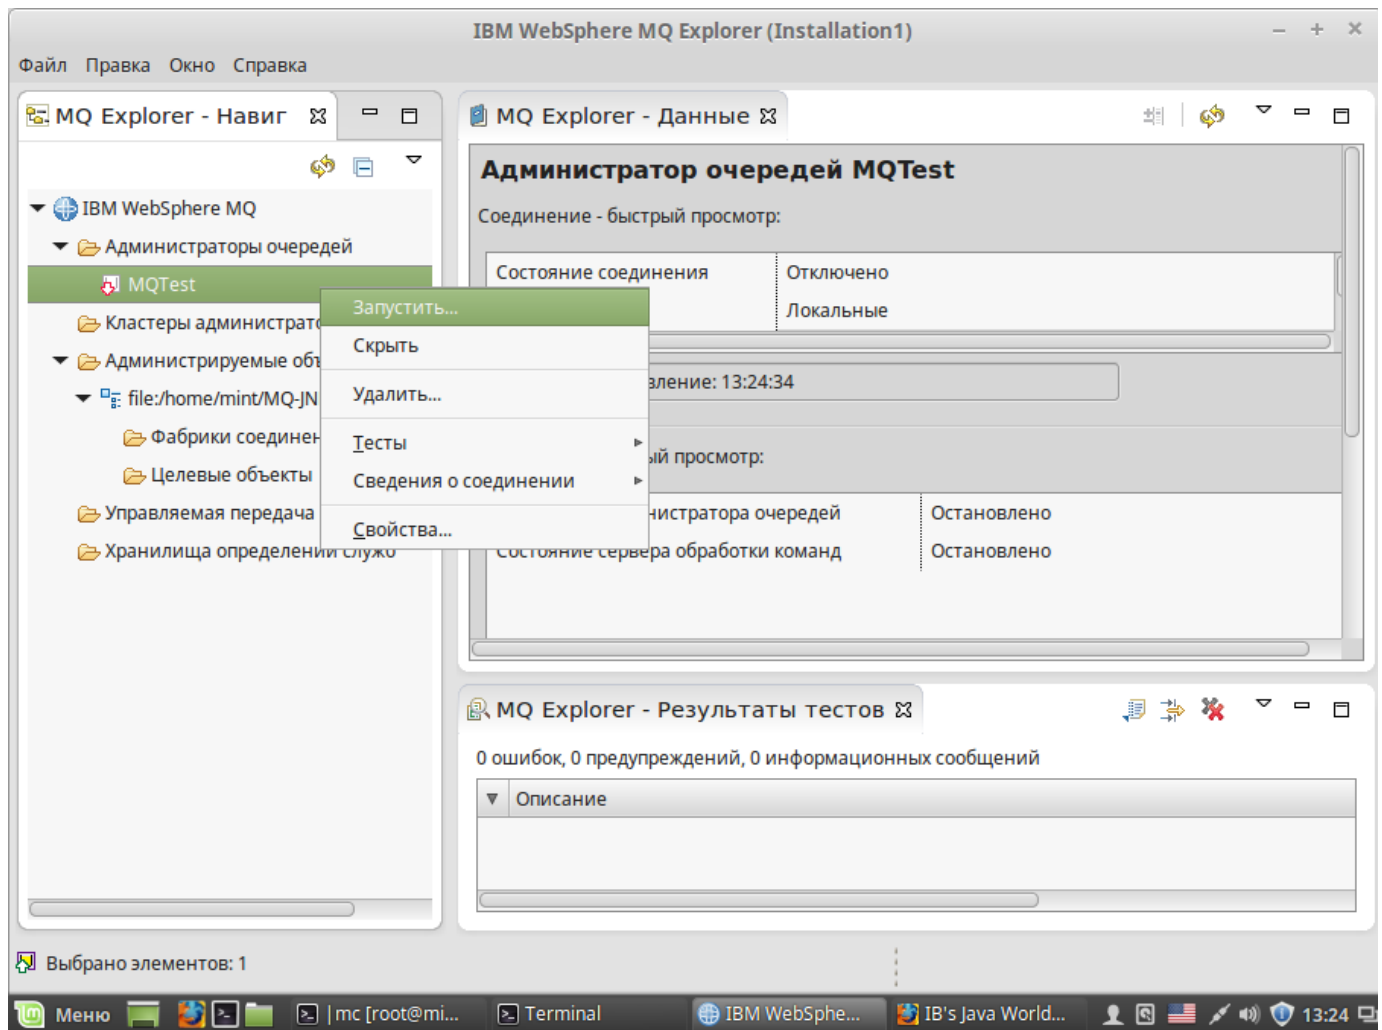 IBM WebSphere MQ Explorer (Installation1)
Файл Правка Окно Справка
MQ Explorer - Навиг
IBM WebSphere MQ
Администраторы очередей
MQTest
Кластеры администрато
Администрируемые объ
file:/home/mint/MQ-JN
Фабрики соединен
Целевые объекты
Управляемая передача
Хранилища определений служб
Запустить...
Скрыть
Удалить...
Тесты
Сведения о соединении
Свойства...
MQ Explorer - Данные
Администратор очередей MQTest
Соединение - быстрый просмотр:
Состояние соединения Отключено
Локальные
вление: 13:24:34
ый просмотр:
нистратора очередей Остановлено
Состояние сервера обработки команд Остановлено
MQ Explorer - Результаты тестов
0 ошибок, 0 предупреждений, 0 информационных сообщений
Описание
Выбрано элементов: 1
Меню |mc [root@mi... Terminal IBM WebSphe... IB's Java World... 13:24